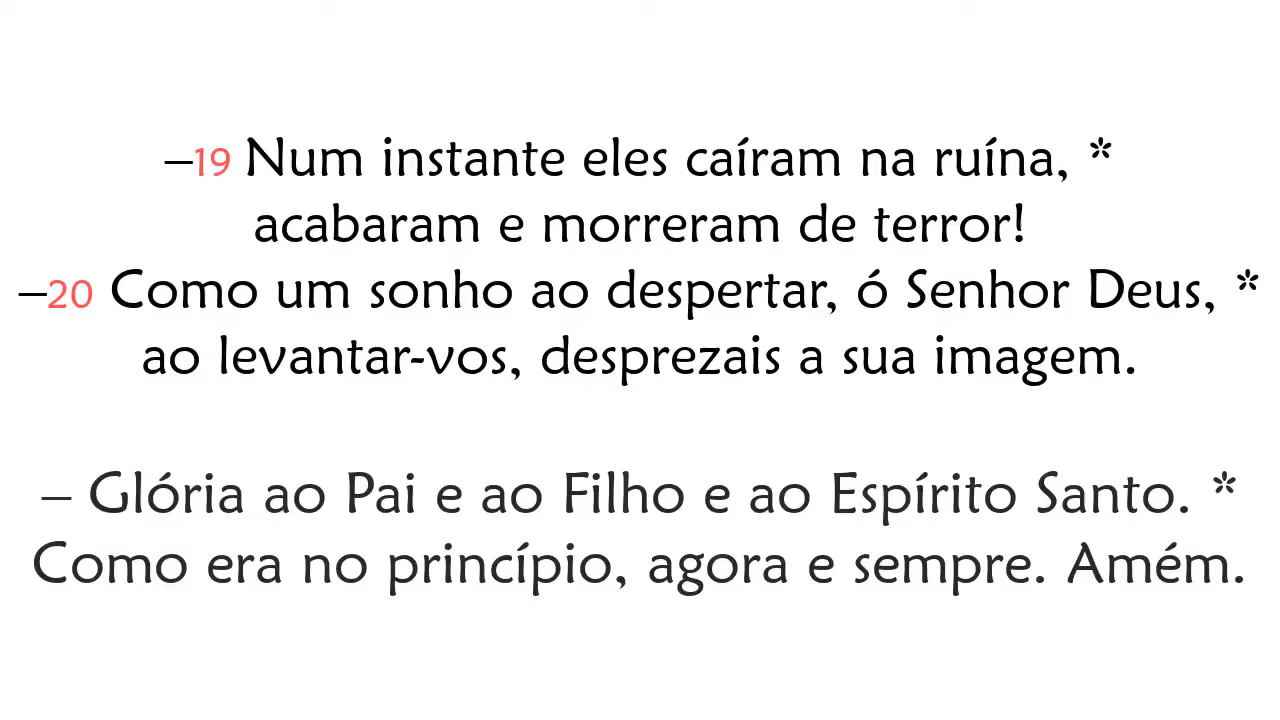 –19 Num instante eles caíram na ruína, *
acabaram e morreram de terror!
–20 Como um sonho ao despertar, ó Senhor Deus, *
ao levantar-vos, desprezais a sua imagem.
– Glória ao Pai e ao Filho e ao Espírito Santo. *
Como era no princípio, agora e sempre. Amém.